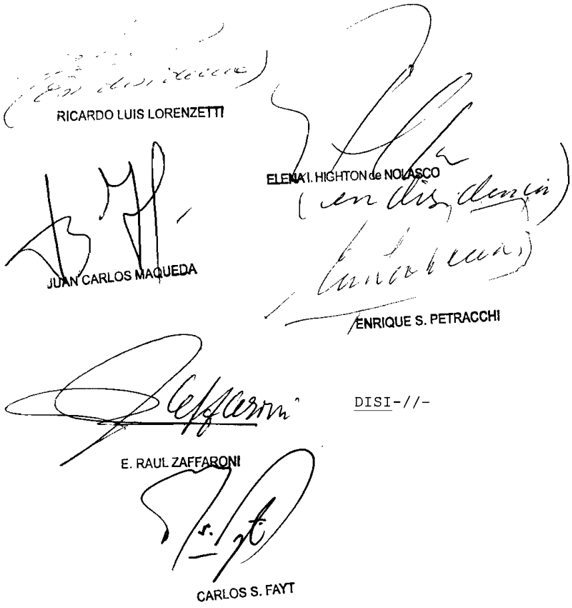 (en disidencia)
RICARDO LUIS LORENZETTI
ELENA I. HIGHTON de NOLASCO
(en disidencia)
JUAN CARLOS MAQUEDA
ENRIQUE S. PETRACCHI
Zaffaroni
DISI-//-
E. RAUL ZAFFARONI
CARLOS S. FAYT